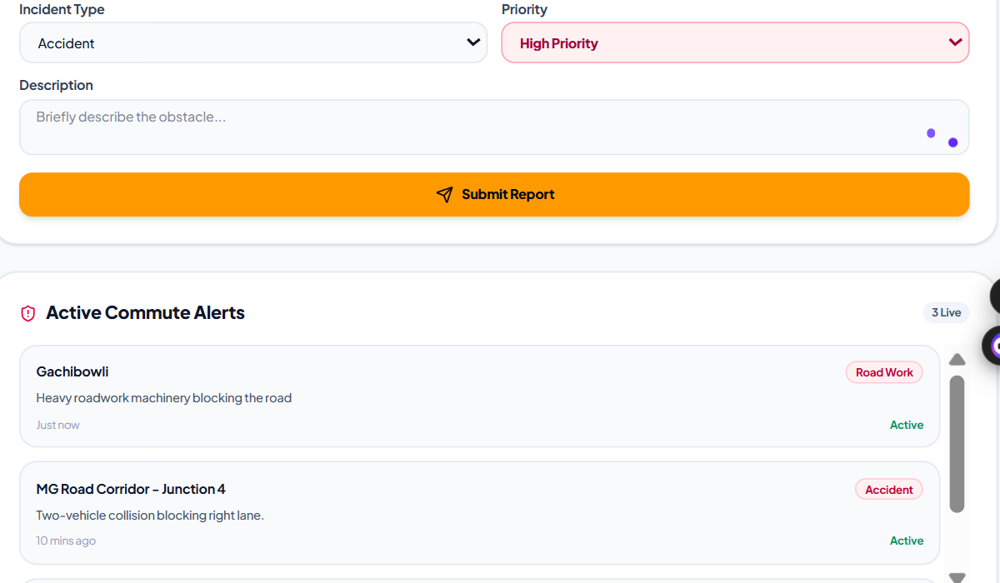 Incident Type
Priority
Accident
High Priority
Description
Briefly describe the obstacle...
Submit Report
Active Commute Alerts
3 Live
Gachibowli
Road Work
Heavy roadwork machinery blocking the road
Just now
Active
MG Road Corridor - Junction 4
Accident
Two-vehicle collision blocking right lane.
10 mins ago
Active